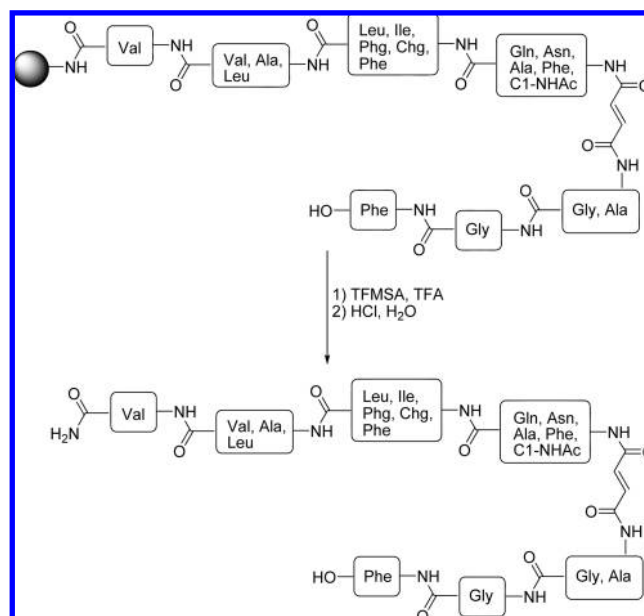 O
NH
Val
NH
O
Val, Ala,
Leu
O
NH
Leu, Ile,
Phg, Chg,
Phe
NH
O
Gln, Asn,
Ala, Phe,
C1-NHAc
NH
O
O
NH
HO
Phe
NH
O
Gly
O
NH
Gly, Ala
1) TFMSA, TFA
2) HCl, H2O
O
H2N
Val
NH
O
Val, Ala,
Leu
O
NH
Leu, Ile,
Phg, Chg,
Phe
NH
O
Gln, Asn,
Ala, Phe,
C1-NHAc
NH
O
O
NH
HO
Phe
NH
O
Gly
O
NH
Gly, Ala